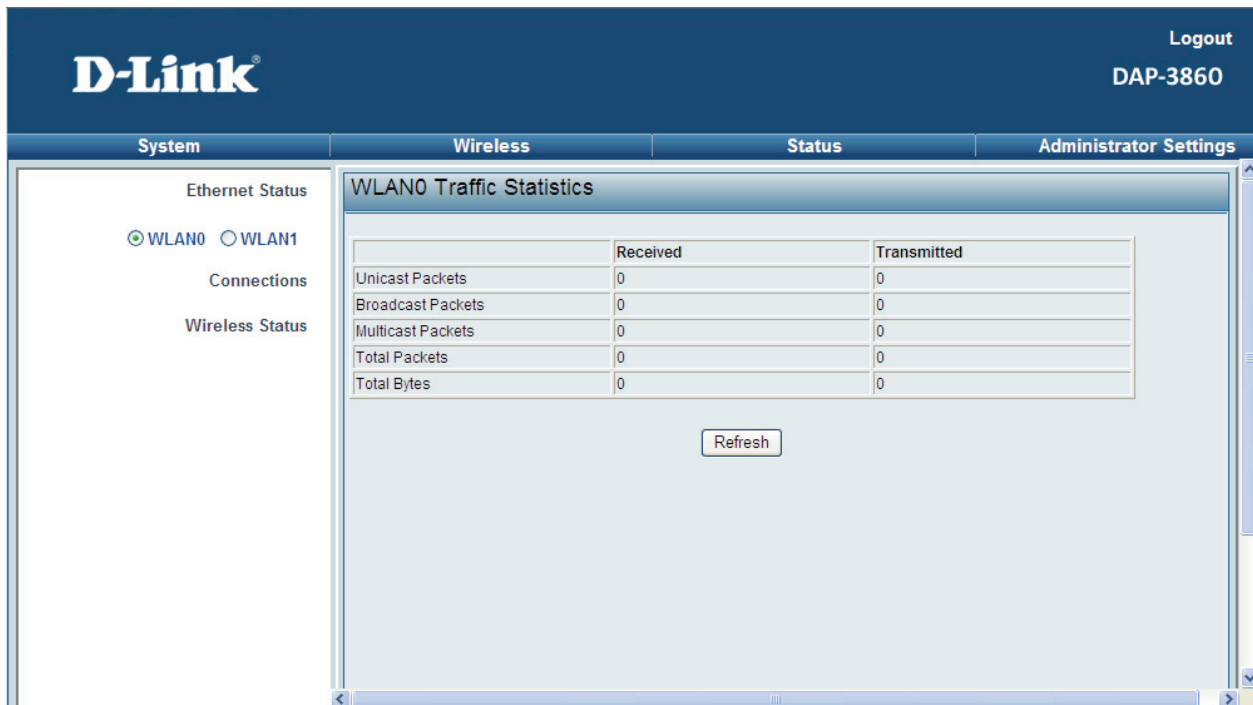 Logout
D-Link®
DAP-3860
System Wireless Status Administrator Settings
Ethernet Status
WLAN0 WLAN1
Connections
Wireless Status
WLAN0 Traffic Statistics
Received Transmitted
Unicast Packets 0 0
Broadcast Packets 0 0
Multicast Packets 0 0
Total Packets 0 0
Total Bytes 0 0
Refresh